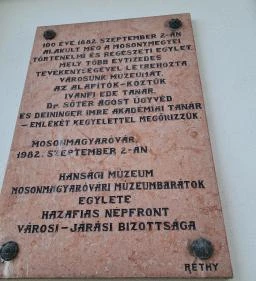 100 ÉVE, 1882. SZEPTEMBER 2-ÁN
ALAKULT MEG A MOSONYMEGYEI
TÖRTÉNELMI ÉS RÉGÉSZETI EGYLET,
MELY TÖBB ÉVTIZEDES
TEVÉKENYSÉGÉVEL LÉTREHOZTA
VÁROSUNK MÚZEUMÁT.
AZ ALAPÍTÓK - KÖZTÜK
IVÁNFI EDE TANÁR,
Dr. SŐTÉR ÁGOST ÜGYVÉD
ÉS DEININGER IMRE AKADÉMIAI TANÁR
- EMLÉKÉT KEGYELETTEL MEGŐRIZZÜK.
MOSONMAGYARÓVÁR,
1982. SZEPTEMBER 2-ÁN
HANSÁGI MÚZEUM
MOSONMAGYARÓVÁRI MÚZEUMBARÁTOK
EGYLETE
HAZAFIAS NÉPFRONT
VÁROSI - JÁRÁSI BIZOTTSÁGA
RÉTHY